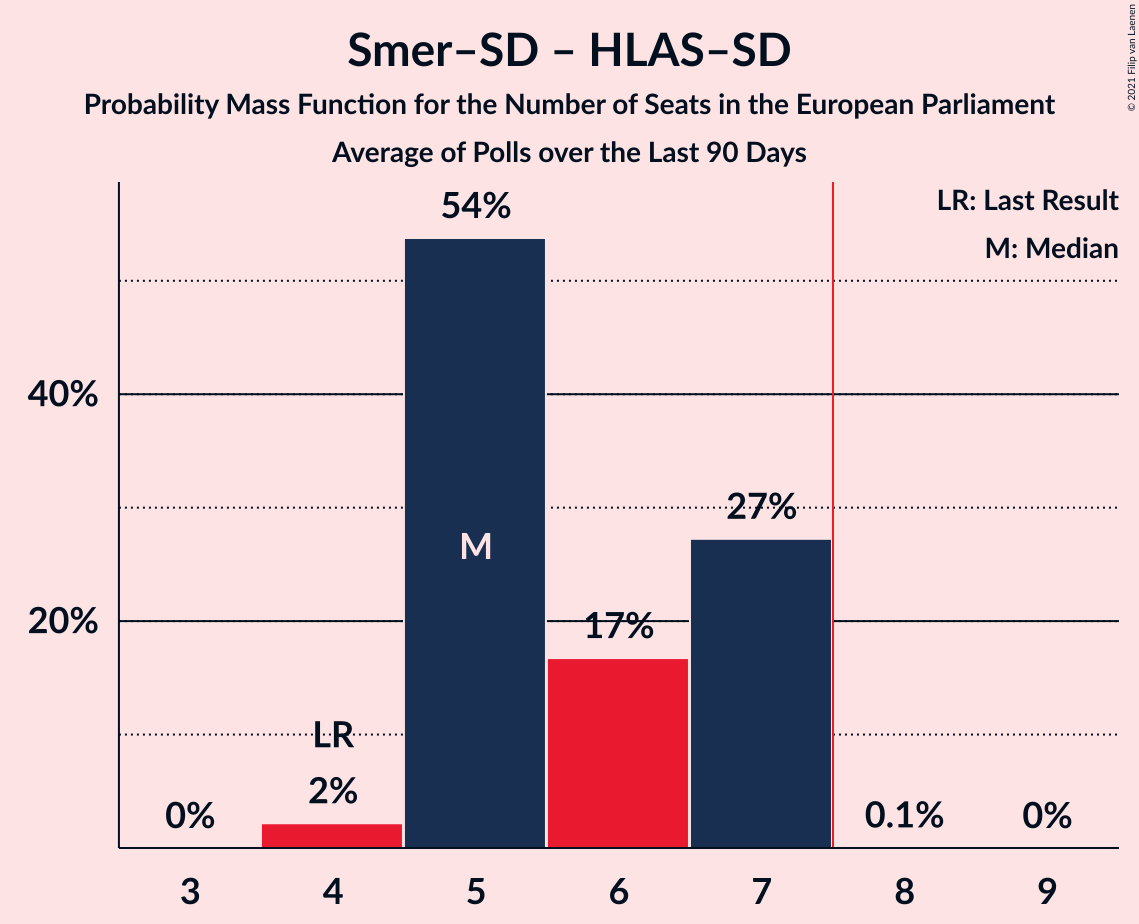 Smer–SD – HLAS–SD
Probability Mass Function for the Number of Seats in the European Parliament
Average of Polls over the Last 90 Days
© 2021 Filip van Laenen
LR: Last Result
M: Median
54%
40%
27%
M
20%
17%
LR
2%
0%
0.1%
0%
3 4 5 6 7 8 9